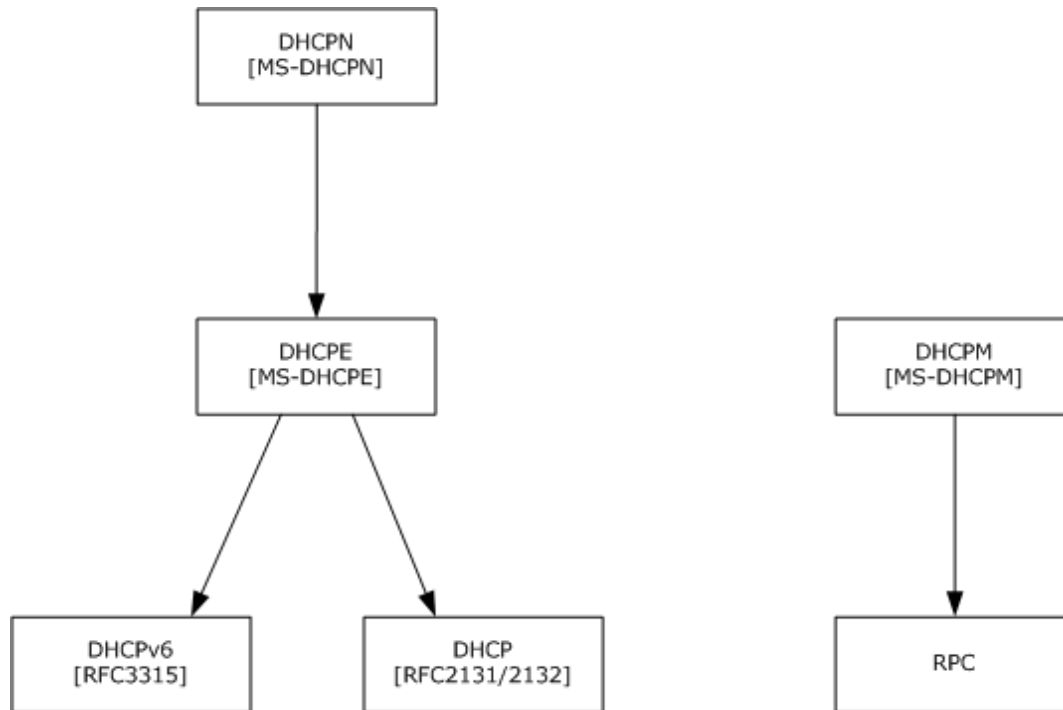 DHCPN
[MS-DHCPN]
DHCPE
[MS-DHCPE]
DHCPM
[MS-DHCPM]
DHCPv6
[RFC3315]
DHCP
[RFC2131/2132]
RPC